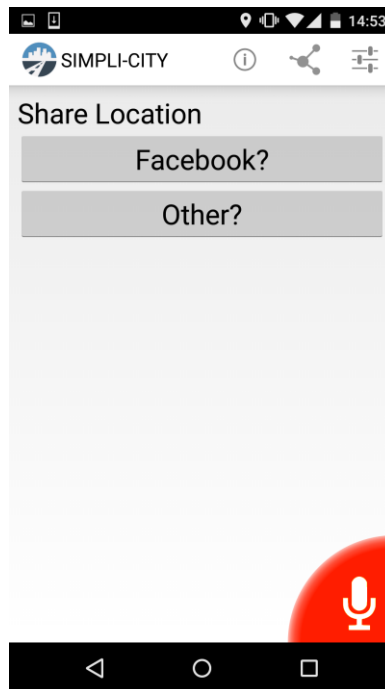 14:53
SIMPLI-CITY
Share Location
Facebook?
Other?